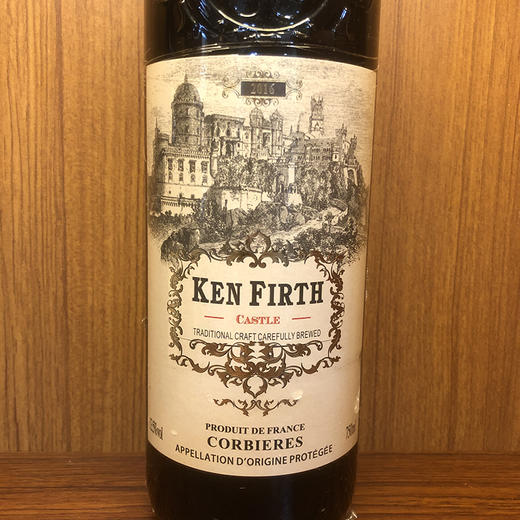 2016
KEN FIRTH
CASTLE
TRADITIONAL CRAFT CAREFULLY BREWED
PRODUIT DE FRANCE
CORBIERES
APPELLATION D'ORIGINE PROTÉGÉE